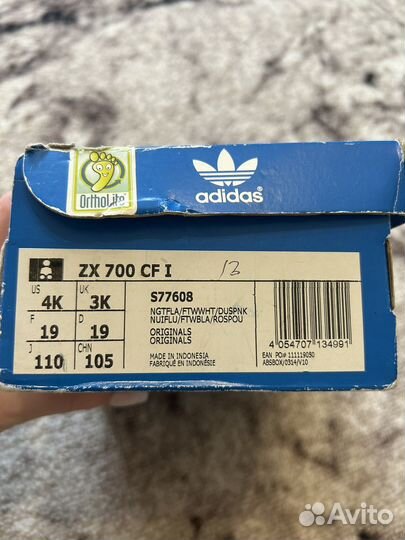 OrthoLite
adidas®
ZX 700 CF I
13
US UK
4K 3K
F D
19 19
J CHN
110 105
S77608
NGTFLA/FTWWHT/DUSPNK
NUIFLU/FTWBLA/ROSPOU
ORIGINALS
ORIGINALS
MADE IN INDONESIA
FABRIQUÉ EN INDONÉSIE
4 054707 134991
EAN PO# 111119030
ABSBOX/0314/V10
Avito